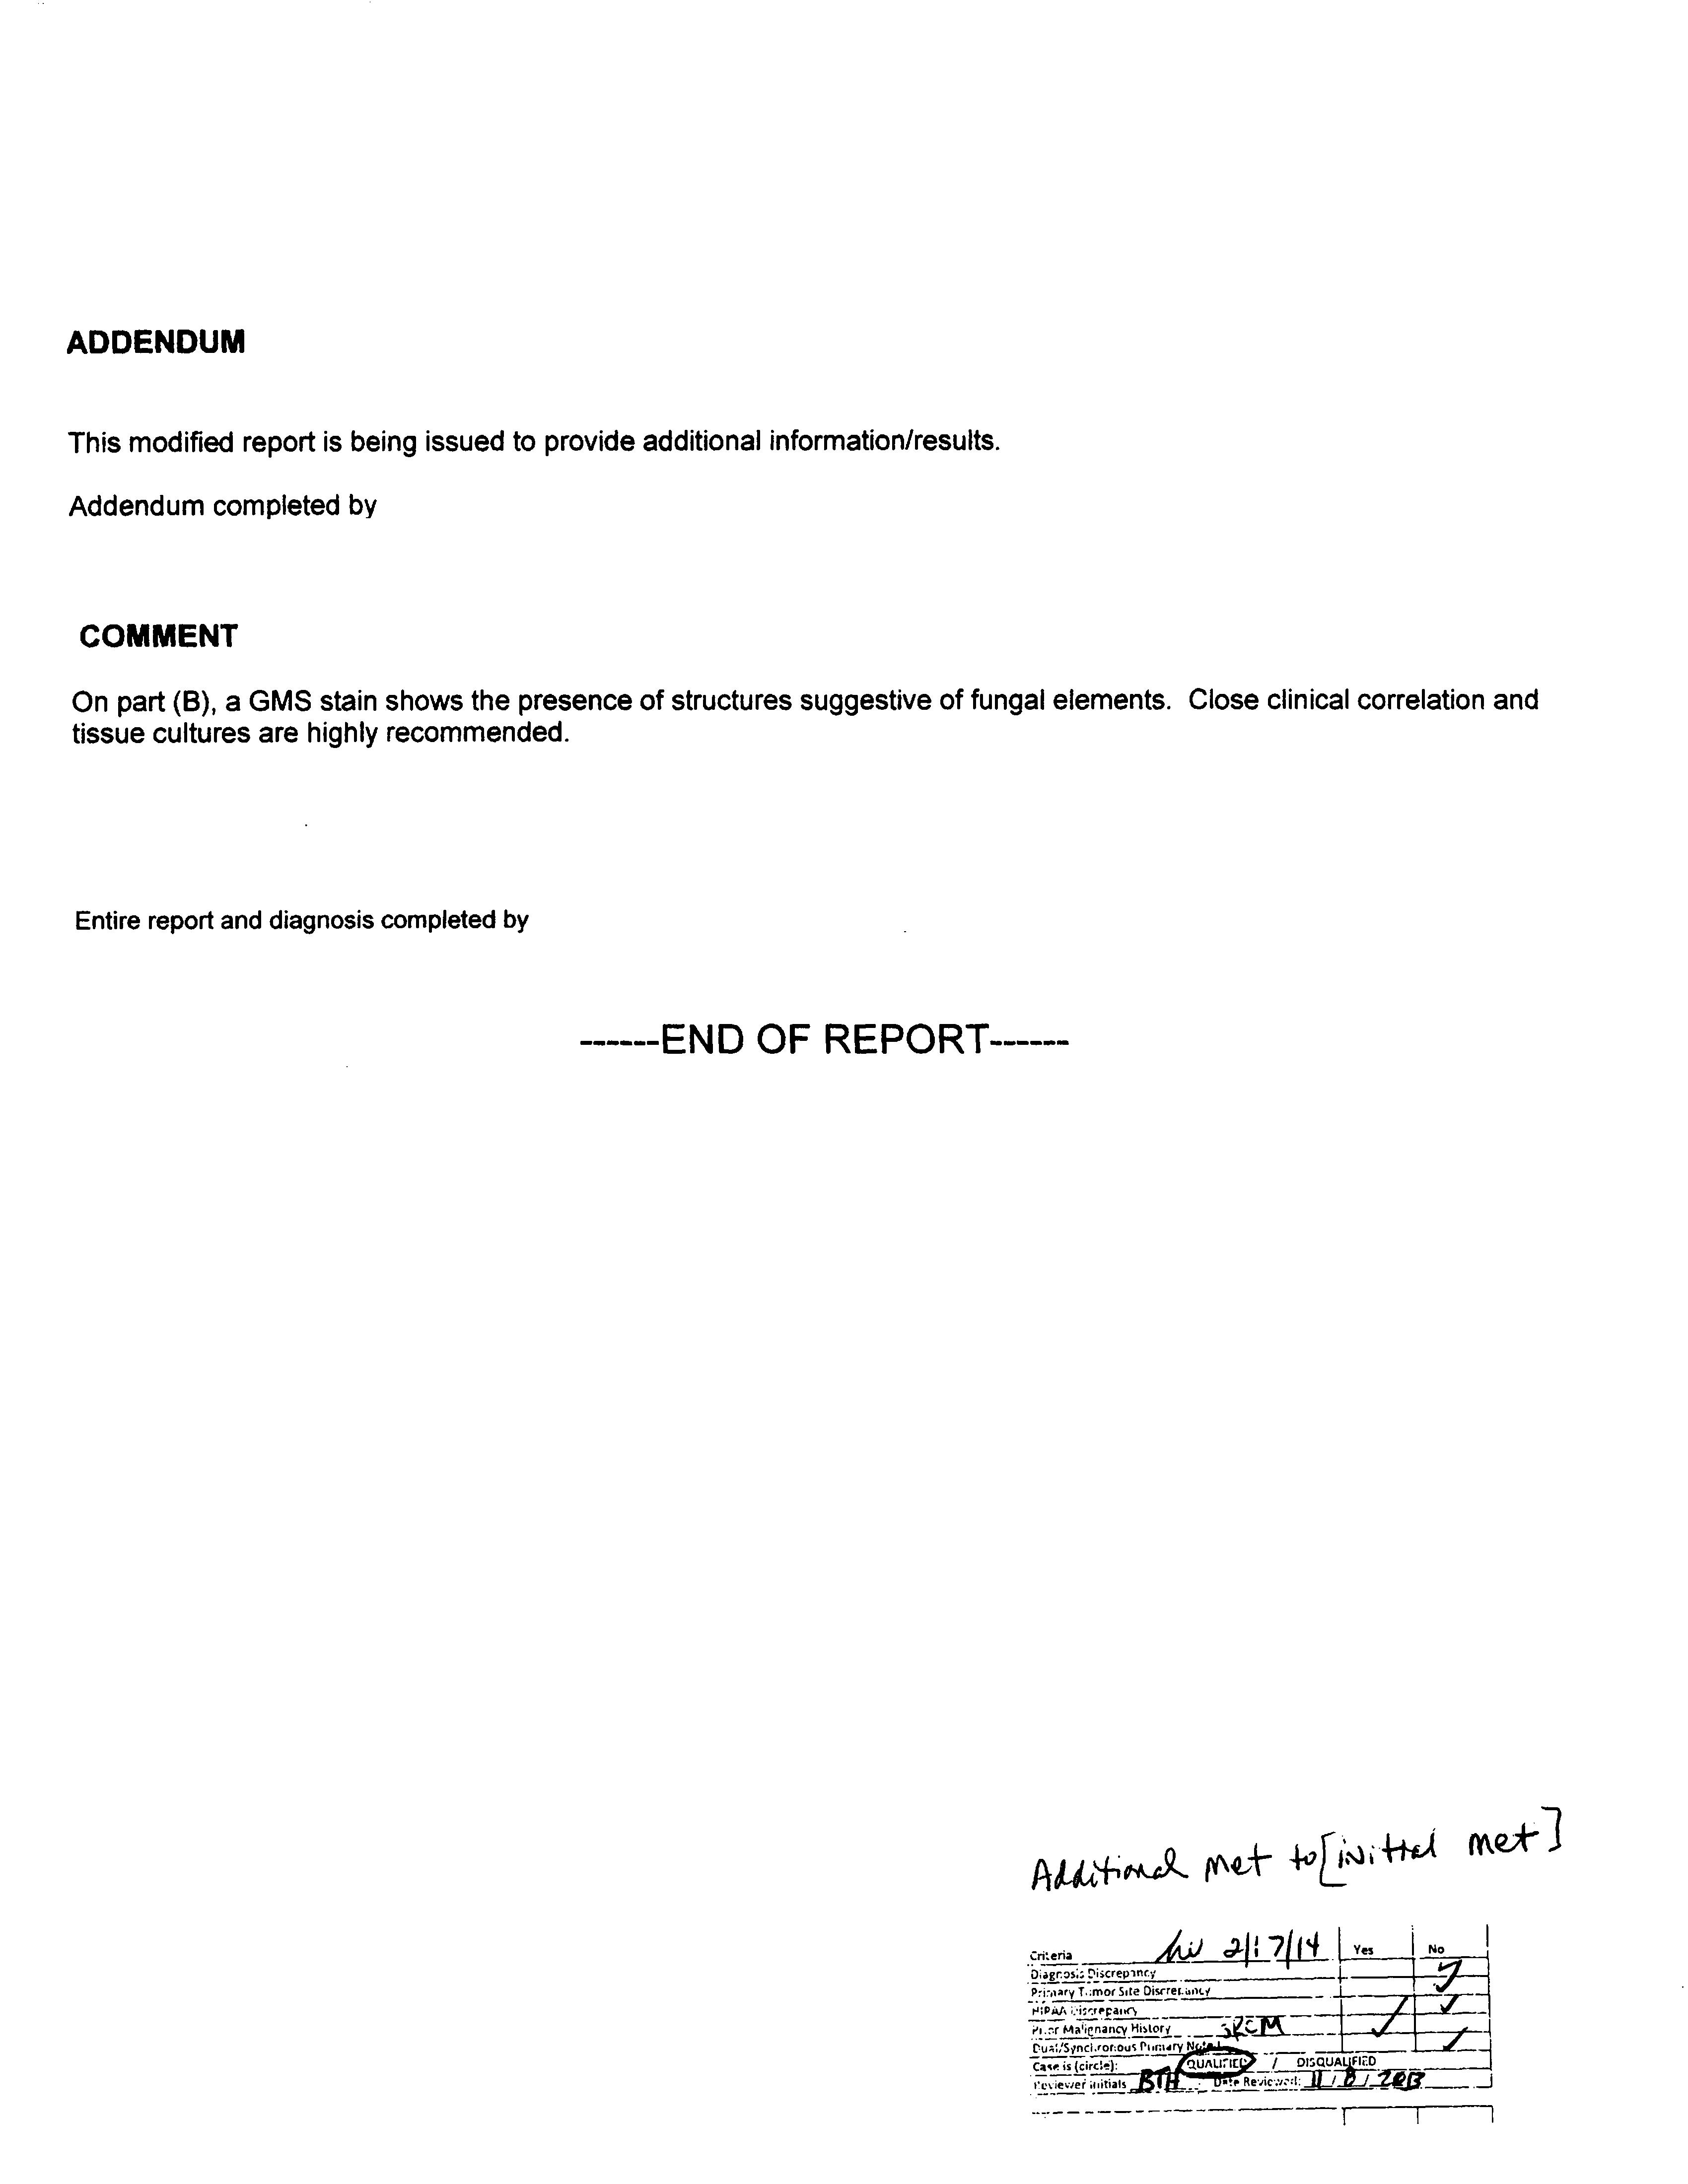 ADDENDUM
This modified report is being issued to provide additional information/results.
Addendum completed by
COMMENT
On part (B), a GMS stain shows the presence of structures suggestive of fungal elements. Close clinical correlation and
tissue cultures are highly recommended.
Entire report and diagnosis completed by
------END OF REPORT------
Additional met to [initial met]
Criteria 2/17/14 Yes No
Diagnosis Discrepancy
Primary Tumor Site Discrepancy
HIPAA Discrepancy
Prior Malignancy History SKCM
Dual/Synchronous Primary Noted
Case is (circle): QUALIFIED / DISQUALIFIED
Reviewer Initials BTH Date Reviewed: 11/8/2013